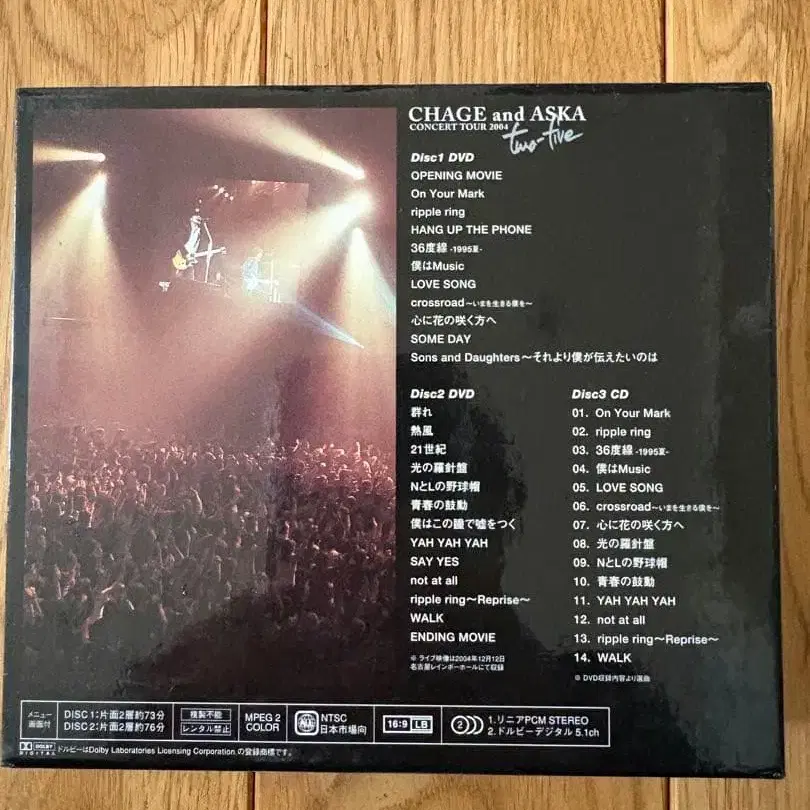 CHAGE and ASKA
CONCERT TOUR 2004
two-five
Disc1 DVD
OPENING MOVIE
On Your Mark
ripple ring
HANG UP THE PHONE
36度線 -1995夏-
僕はMusic
LOVE SONG
crossroad〜いまを生きる僕を〜
心に花の咲く方へ
SOME DAY
Sons and Daughters〜それより僕が伝えたいのは
Disc2 DVD
群れ
熱風
21世紀
光の羅針盤
NとLの野球帽
青春の鼓動
僕はこの瞳で嘘をつく
YAH YAH YAH
SAY YES
not at all
ripple ring〜Reprise〜
WALK
ENDING MOVIE
※ ライブ映像は2004年12月12日
名古屋レインボーホールにて収録
Disc3 CD
01. On Your Mark
02. ripple ring
03. 36度線 -1995夏-
04. 僕はMusic
05. LOVE SONG
06. crossroad〜いまを生きる僕を〜
07. 心に花の咲く方へ
08. 光の羅針盤
09. NとLの野球帽
10. 青春の鼓動
11. YAH YAH YAH
12. not at all
13. ripple ring〜Reprise〜
14. WALK
※ DVD収録内容より選曲
メニュー
画面付
DISC 1:片面2層約73分
DISC 2:片面2層約76分
複製不能
レンタル禁止
MPEG 2
COLOR
ALL
NTSC
日本市場向
16:9 LB
2
1.リニアPCM STEREO
2.ドルビーデジタル 5.1ch
DOLBY
DIGITAL
ドルビーはDolby Laboratories Licensing Corporation の登録商標です。